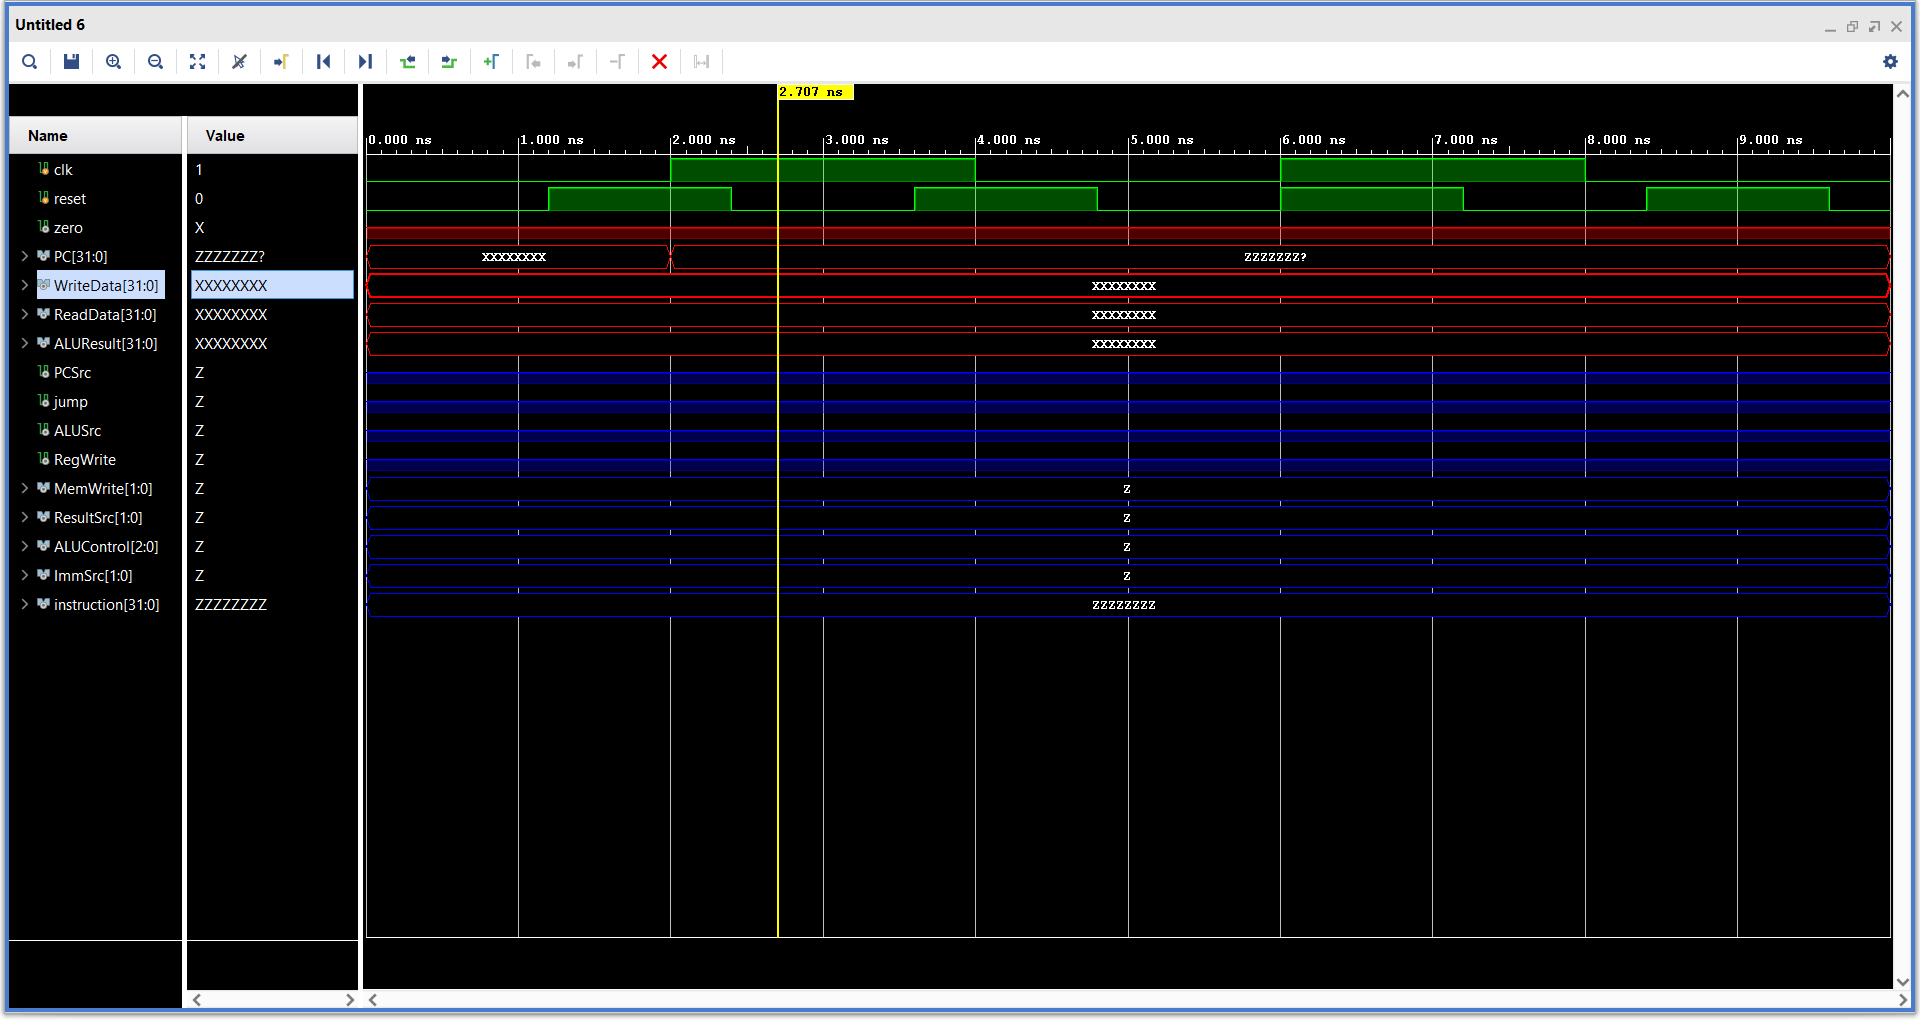 Untitled 6
2.707 ns
Name Value
0.000 ns 1.000 ns 2.000 ns 3.000 ns 4.000 ns 5.000 ns 6.000 ns 7.000 ns 8.000 ns 9.000 ns
clk 1
reset 0
zero X
PC[31:0] ZZZZZZZ? XXXXXXXX ZZZZZZZ?
WriteData[31:0] XXXXXXXX XXXXXXXX
ReadData[31:0] XXXXXXXX XXXXXXXX
ALUResult[31:0] XXXXXXXX XXXXXXXX
PCSrc Z
jump Z
ALUSrc Z
RegWrite Z
MemWrite[1:0] Z Z
ResultSrc[1:0] Z Z
ALUControl[2:0] Z Z
ImmSrc[1:0] Z Z
instruction[31:0] ZZZZZZZZ ZZZZZZZZ